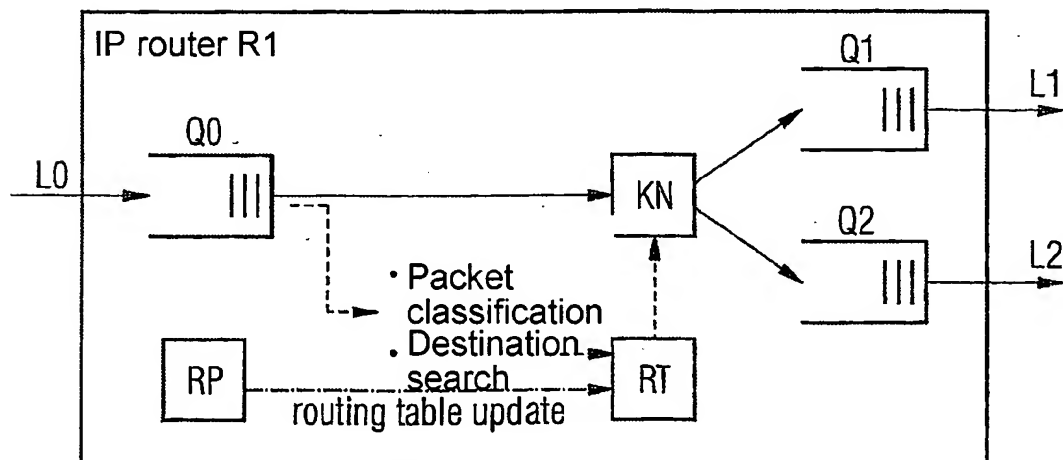 IP router R1
Q1
L1
Q0
L0
KN
Q2
L2
• Packet
classification
• Destination
search
RP
RT
routing table update